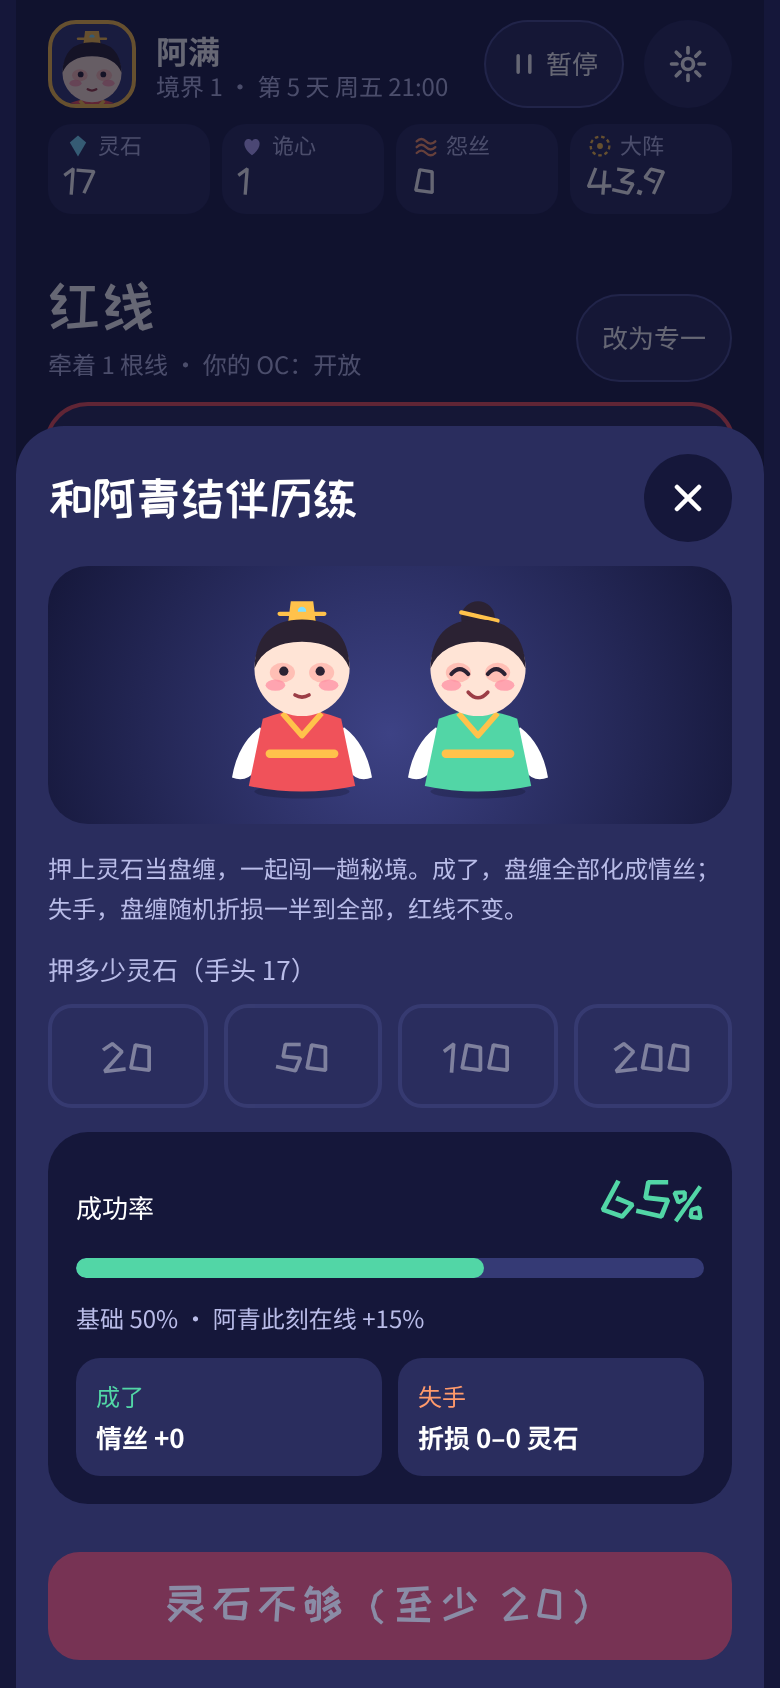 阿满
境界 1 · 第 5 天 周五 21:00
暂停
灵石
17
诡心
1
怨丝
0
大阵
43.9
红线
牵着 1 根线 · 你的 OC：开放
改为专一
和阿青结伴历练
押上灵石当盘缠，一起闯一趟秘境。成了，盘缠全部化成情丝；
失手，盘缠随机折损一半到全部，红线不变。
押多少灵石（手头 17）
20
50
100
200
成功率
65%
基础 50% · 阿青此刻在线 +15%
成了
情丝 +0
失手
折损 0–0 灵石
灵石不够（至少 20）